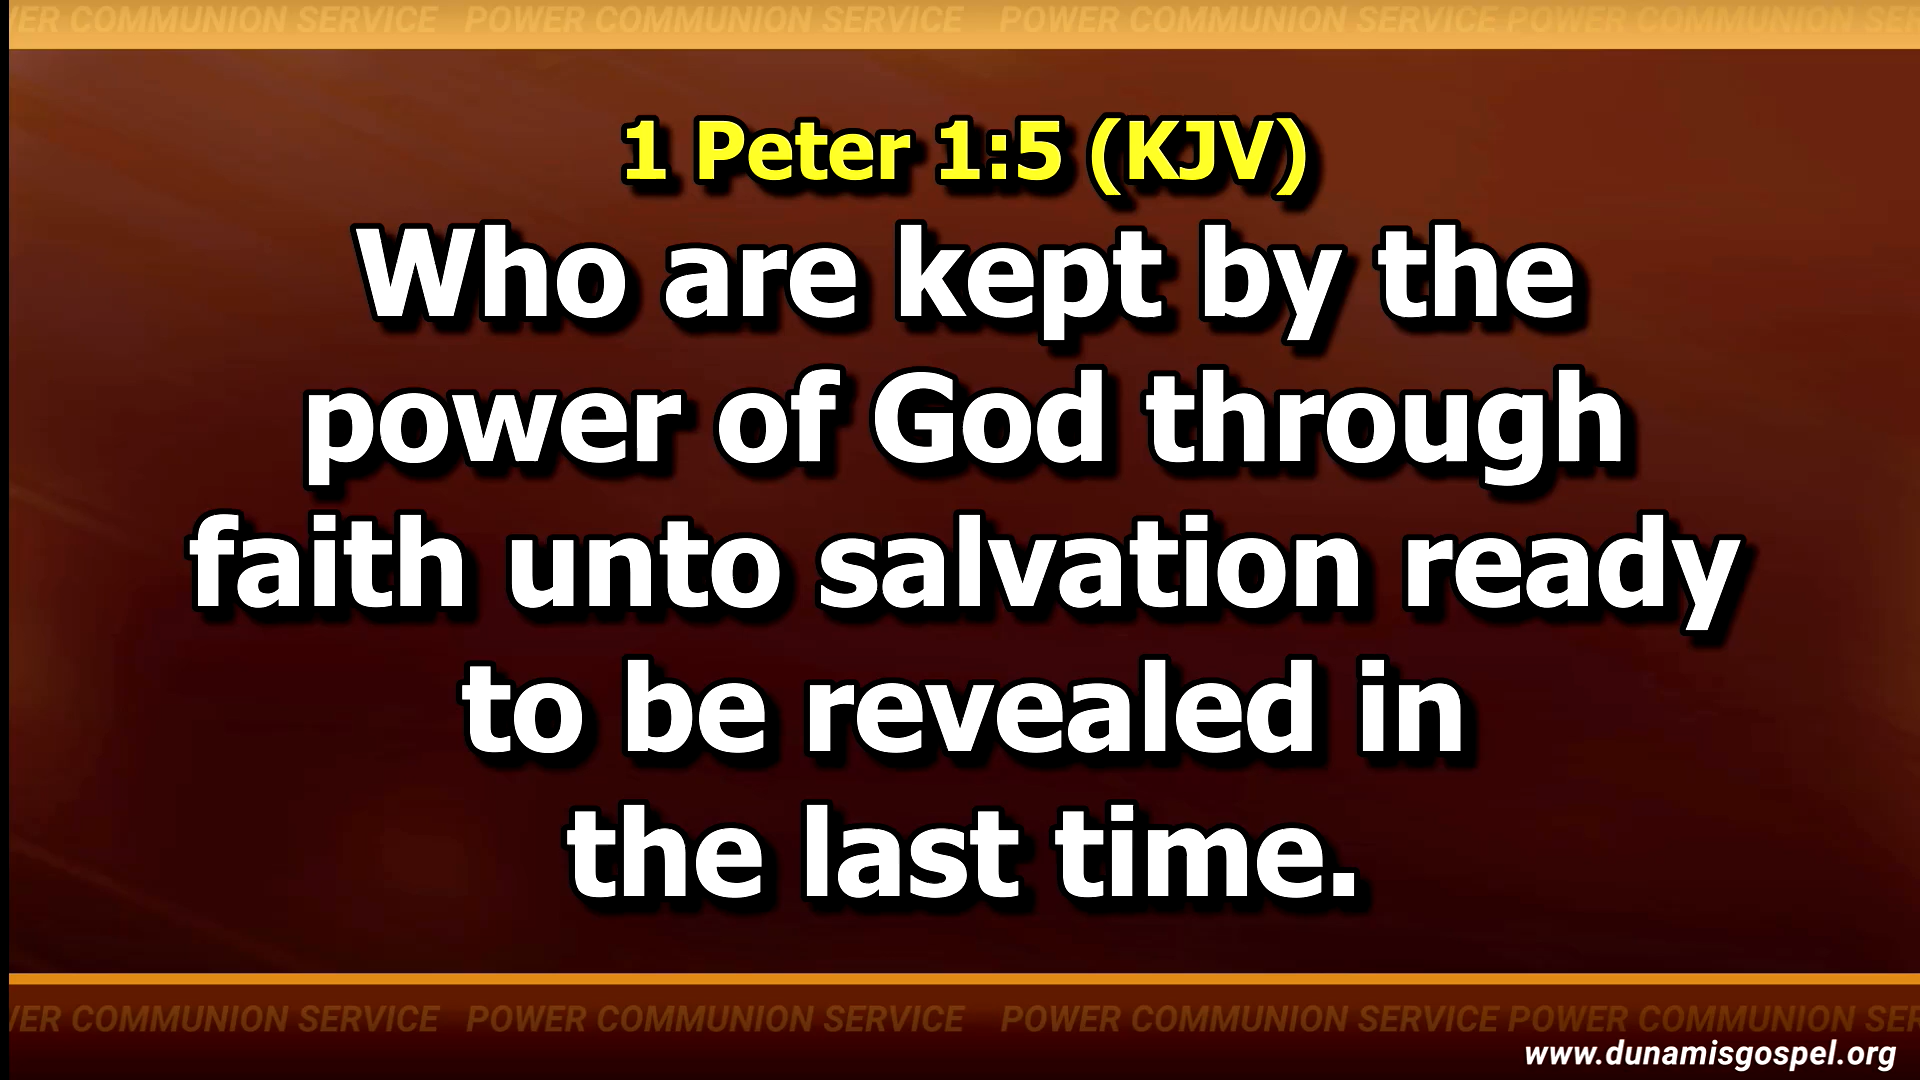 ER COMMUNION SERVICE POWER COMMUNION SERVICE POWER COMMUNION SERVICE POWER COMMUNION SER
1 Peter 1:5 (KJV)
Who are kept by the
power of God through
faith unto salvation ready
to be revealed in
the last time.
ER COMMUNION SERVICE POWER COMMUNION SERVICE POWER COMMUNION SERVICE POWER COMMUNION SER
www.dunamisgospel.org